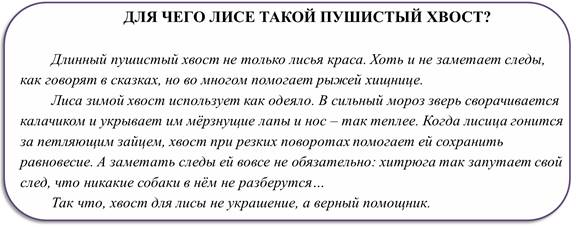 ДЛЯ ЧЕГО ЛИСЕ ТАКОЙ ПУШИСТЫЙ ХВОСТ?
Длинный пушистый хвост не только лисья краса. Хоть и не заметает следы,
как говорят в сказках, но во многом помогает рыжей хищнице.
Лиса зимой хвост использует как одеяло. В сильный мороз зверь сворачивается
калачиком и укрывает им мёрзнущие лапы и нос – так теплее. Когда лисица гонится
за петляющим зайцем, хвост при резких поворотах помогает ей сохранить
равновесие. А заметать следы ей вовсе не обязательно: хитрюга так запутает свой
след, что никакие собаки в нём не разберутся…
Так что, хвост для лисы не украшение, а верный помощник.